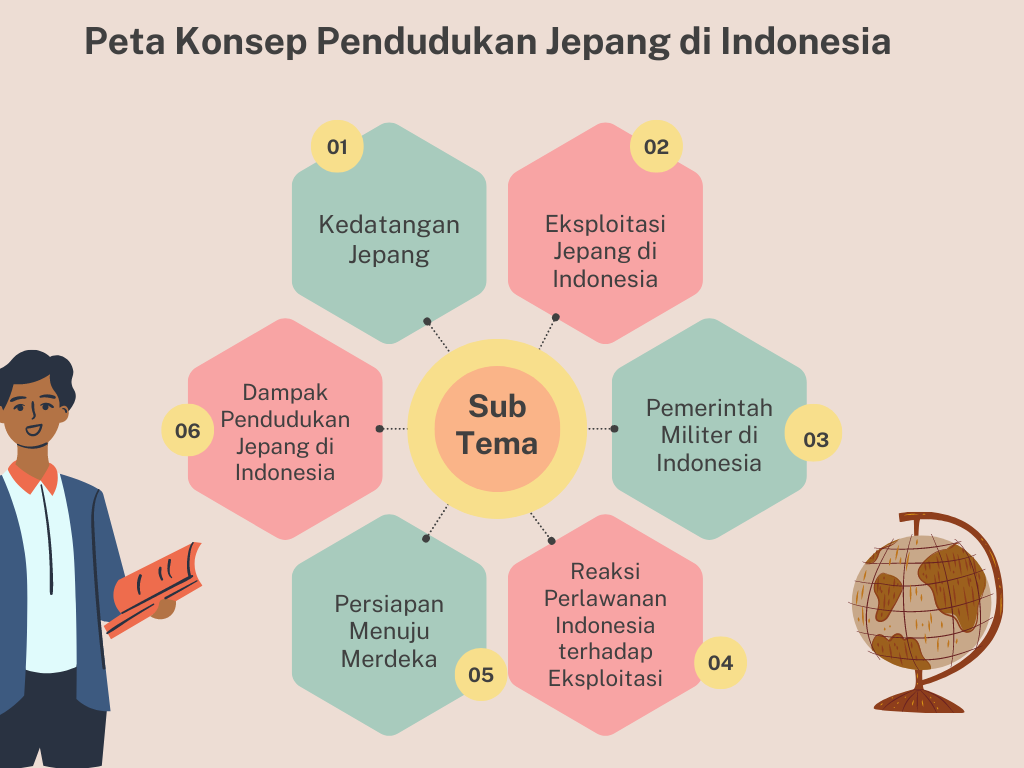 Peta Konsep Pendudukan Jepang di Indonesia
01
Kedatangan
Jepang
02
Eksploitasi
Jepang di
Indonesia
Sub
Tema
03
Pemerintah
Militer di
Indonesia
04
Reaksi
Perlawanan
Indonesia
terhadap
Eksploitasi
05
Persiapan
Menuju
Merdeka
06
Dampak
Pendudukan
Jepang di
Indonesia